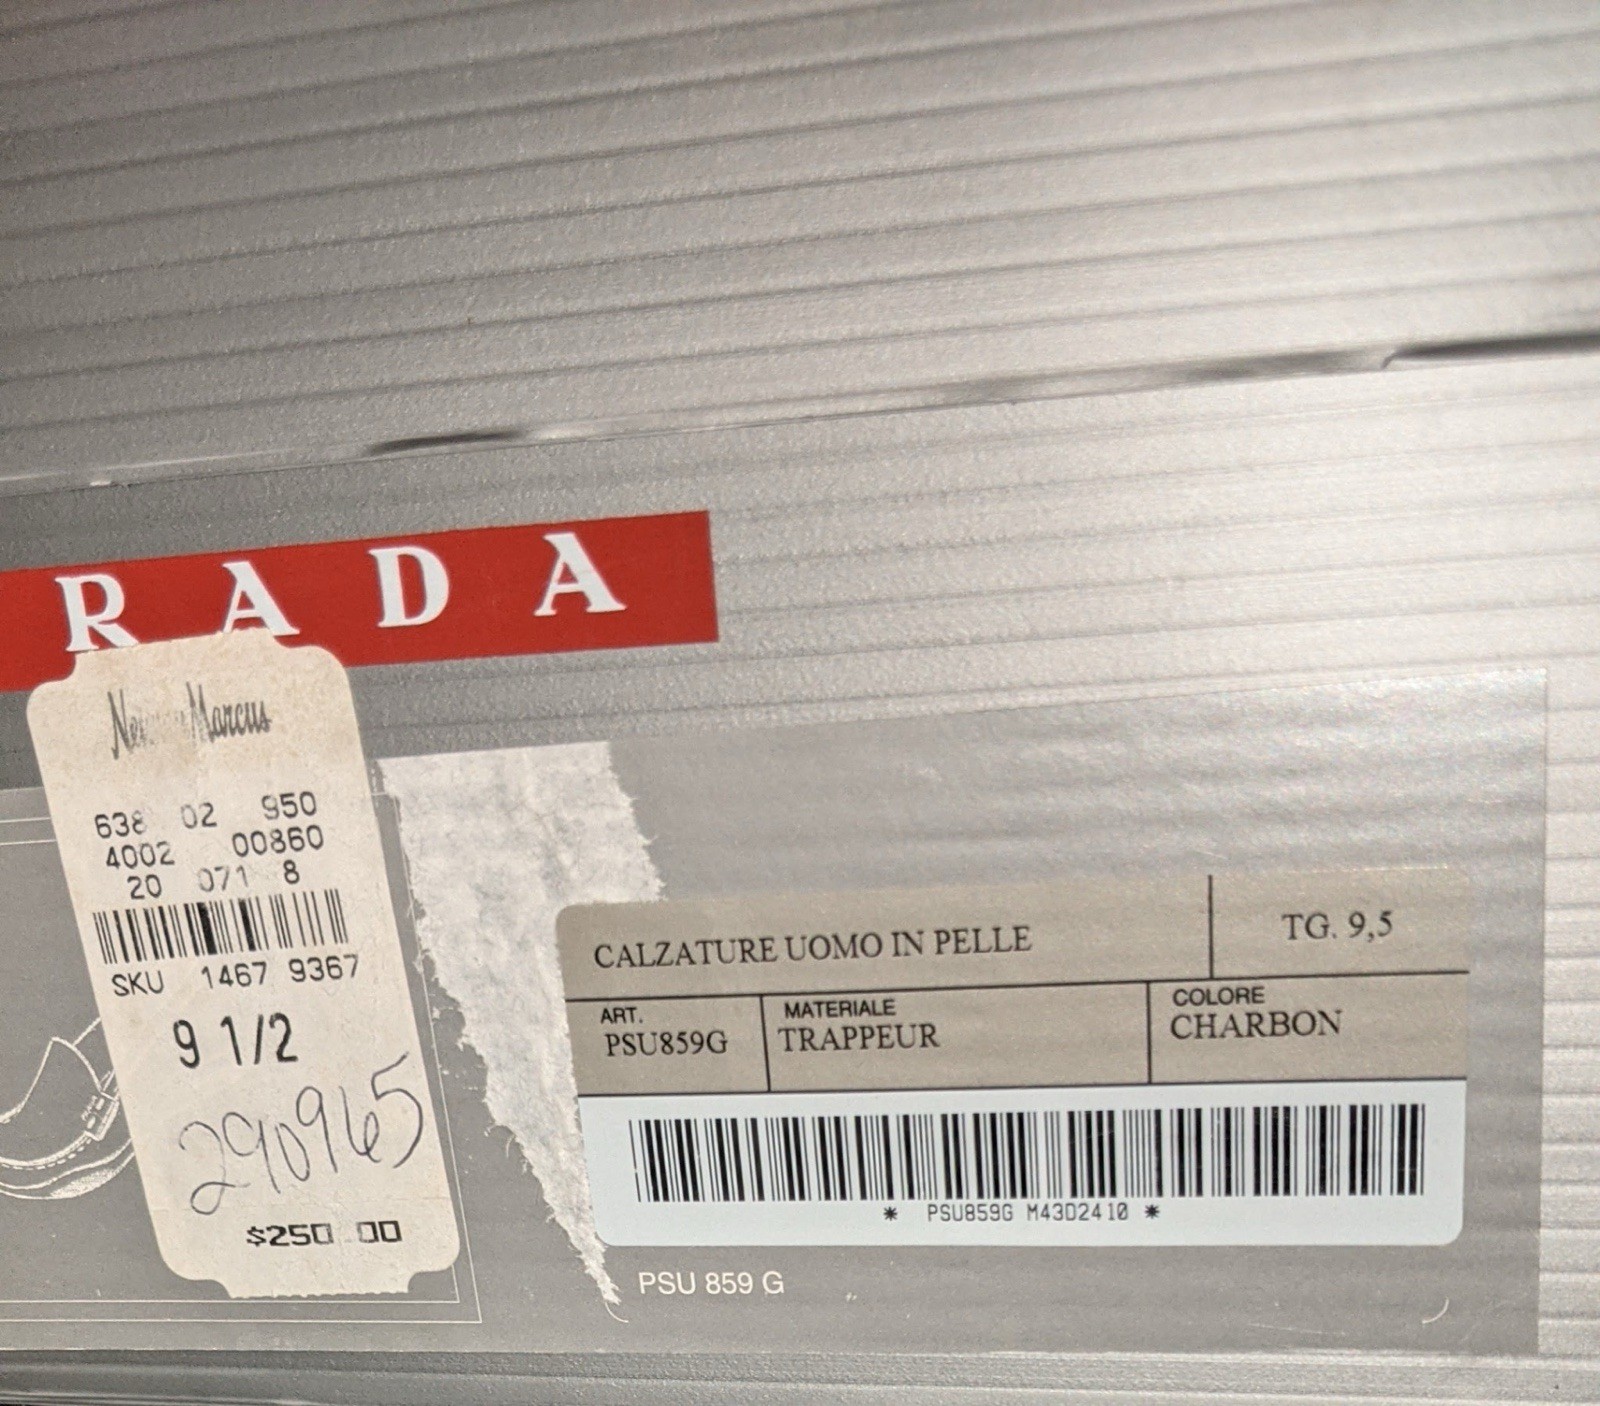 RADA
Neiman Marcus
638 02 950
4002 00860
20 071 8
SKU 1467 9367
9 1/2
290965
$250.00
CALZATURE UOMO IN PELLE
TG. 9,5
ART.
PSU859G
MATERIALE
TRAPPEUR
COLORE
CHARBON
* PSU859G M43D2410 *
PSU 859 G